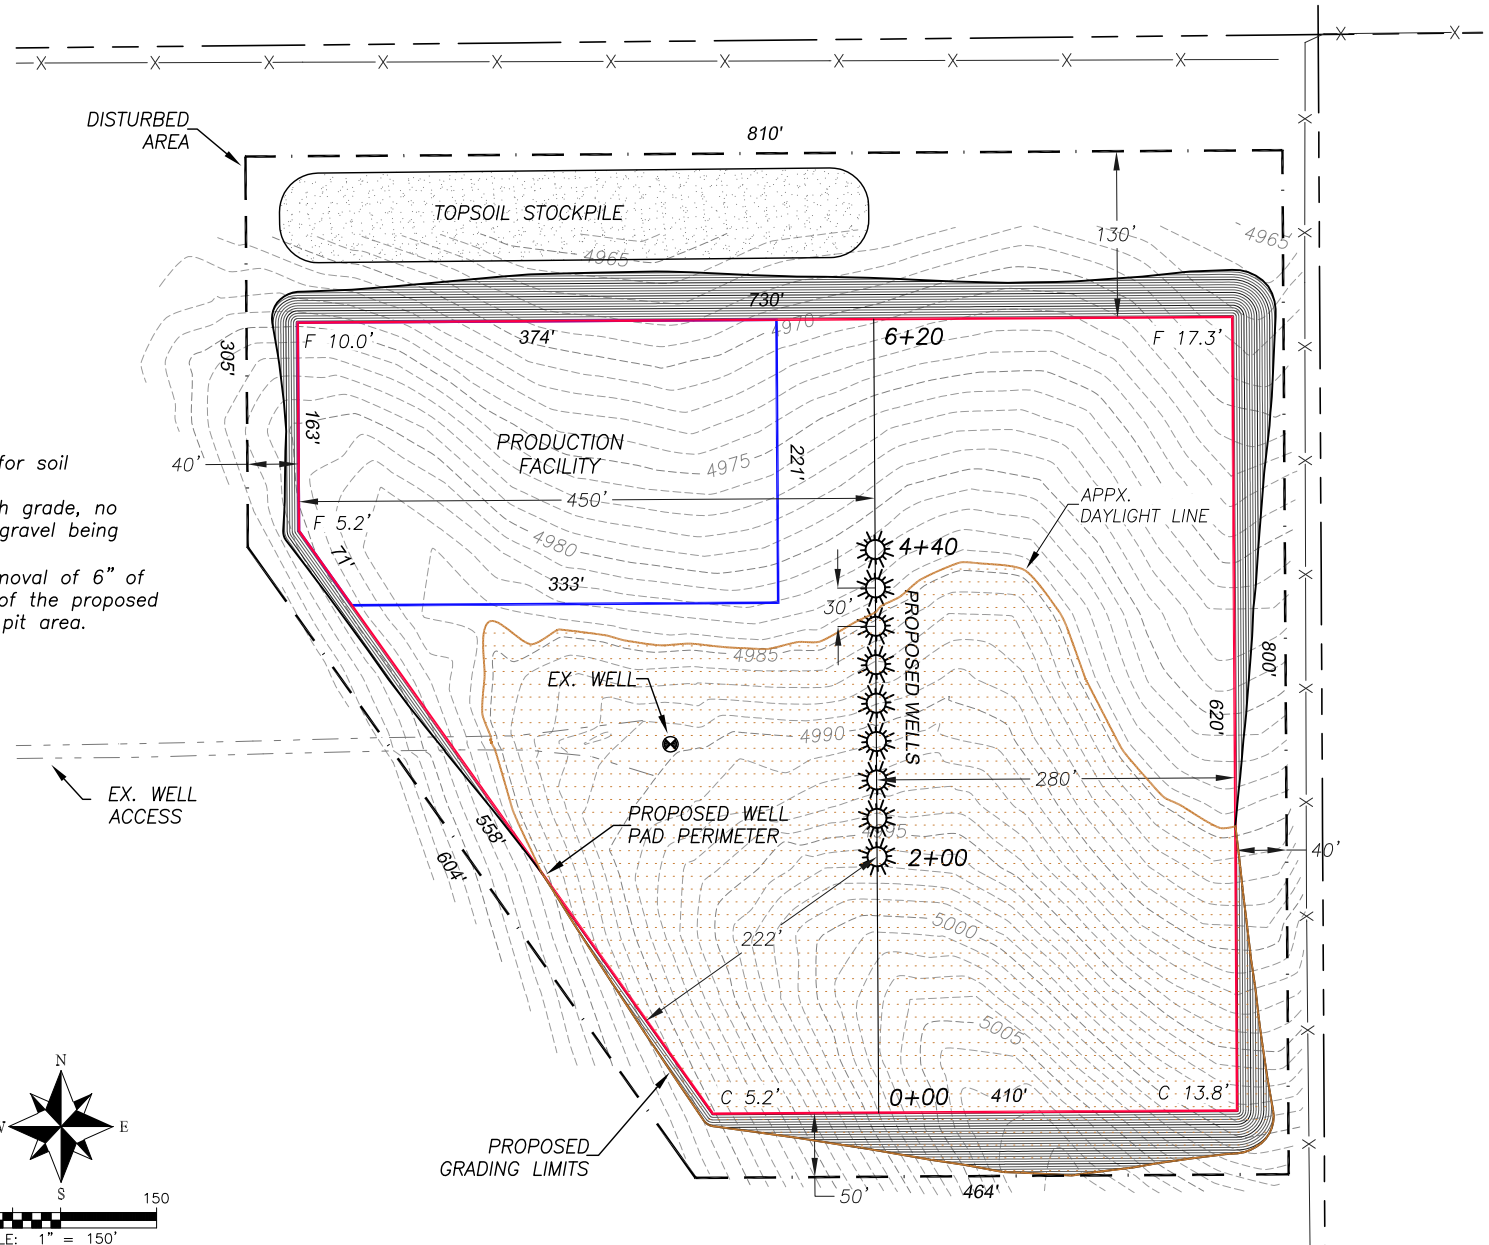 DISTURBED
AREA
810'
TOPSOIL STOCKPILE
130'
4965
4965
730'
4970
374'
6+20
F 10.0'
F 17.3'
305'
163'
PRODUCTION
FACILITY
221'
4975
40'
450'
for soil
h grade, no
gravel being
noval of 6" of
of the proposed
pit area.
F 5.2'
APPX.
DAYLIGHT LINE
71'
4980
4+40
333'
30'
PROPOSED WELLS
4985
800'
EX. WELL
620'
4990
280'
EX. WELL
ACCESS
PROPOSED WELL
PAD PERIMETER
558'
604'
4995
2+00
40'
222'
5000
5005
C 5.2'
0+00
410'
C 13.8'
PROPOSED
GRADING LIMITS
50'
464'
N
W
E
S
150
LE: 1" = 150'